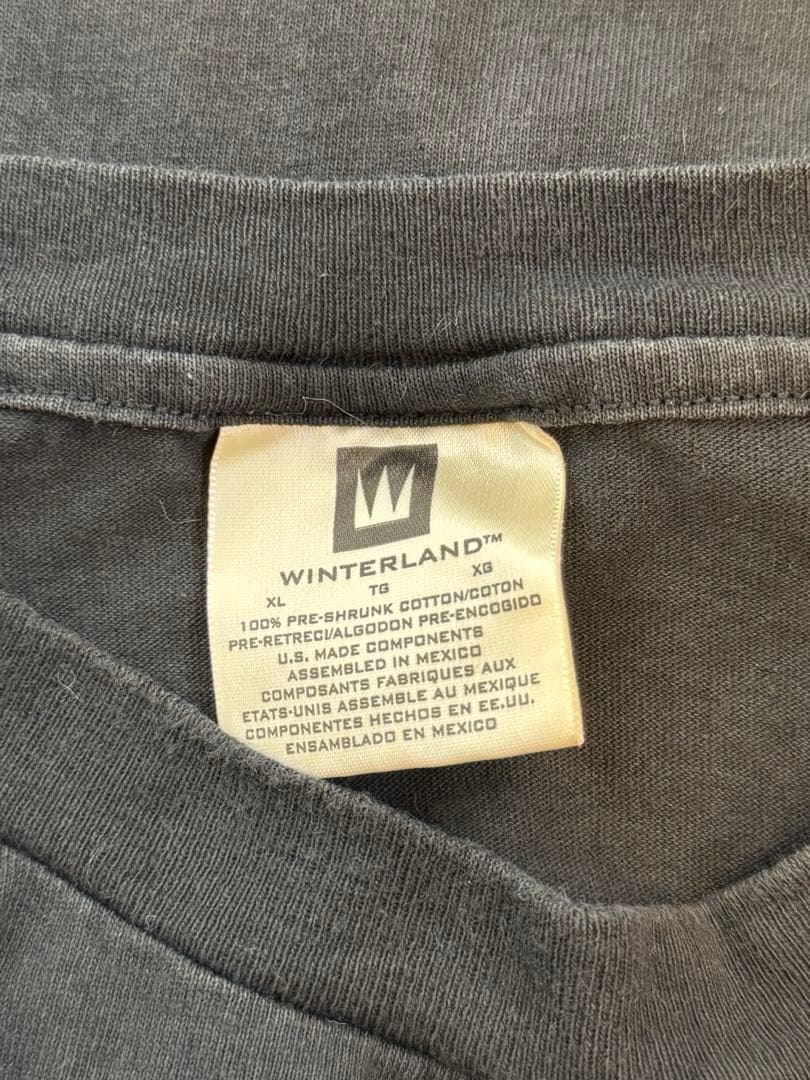 WINTERLAND™
XL TG XG
100% PRE-SHRUNK COTTON/COTON
PRE-RETRECI/ALGODON PRE-ENCOGIDO
U.S. MADE COMPONENTS
ASSEMBLED IN MEXICO
COMPOSANTS FABRIQUES AUX
ETATS-UNIS ASSEMBLE AU MEXIQUE
COMPONENTES HECHOS EN EE.UU.
ENSAMBLADO EN MEXICO